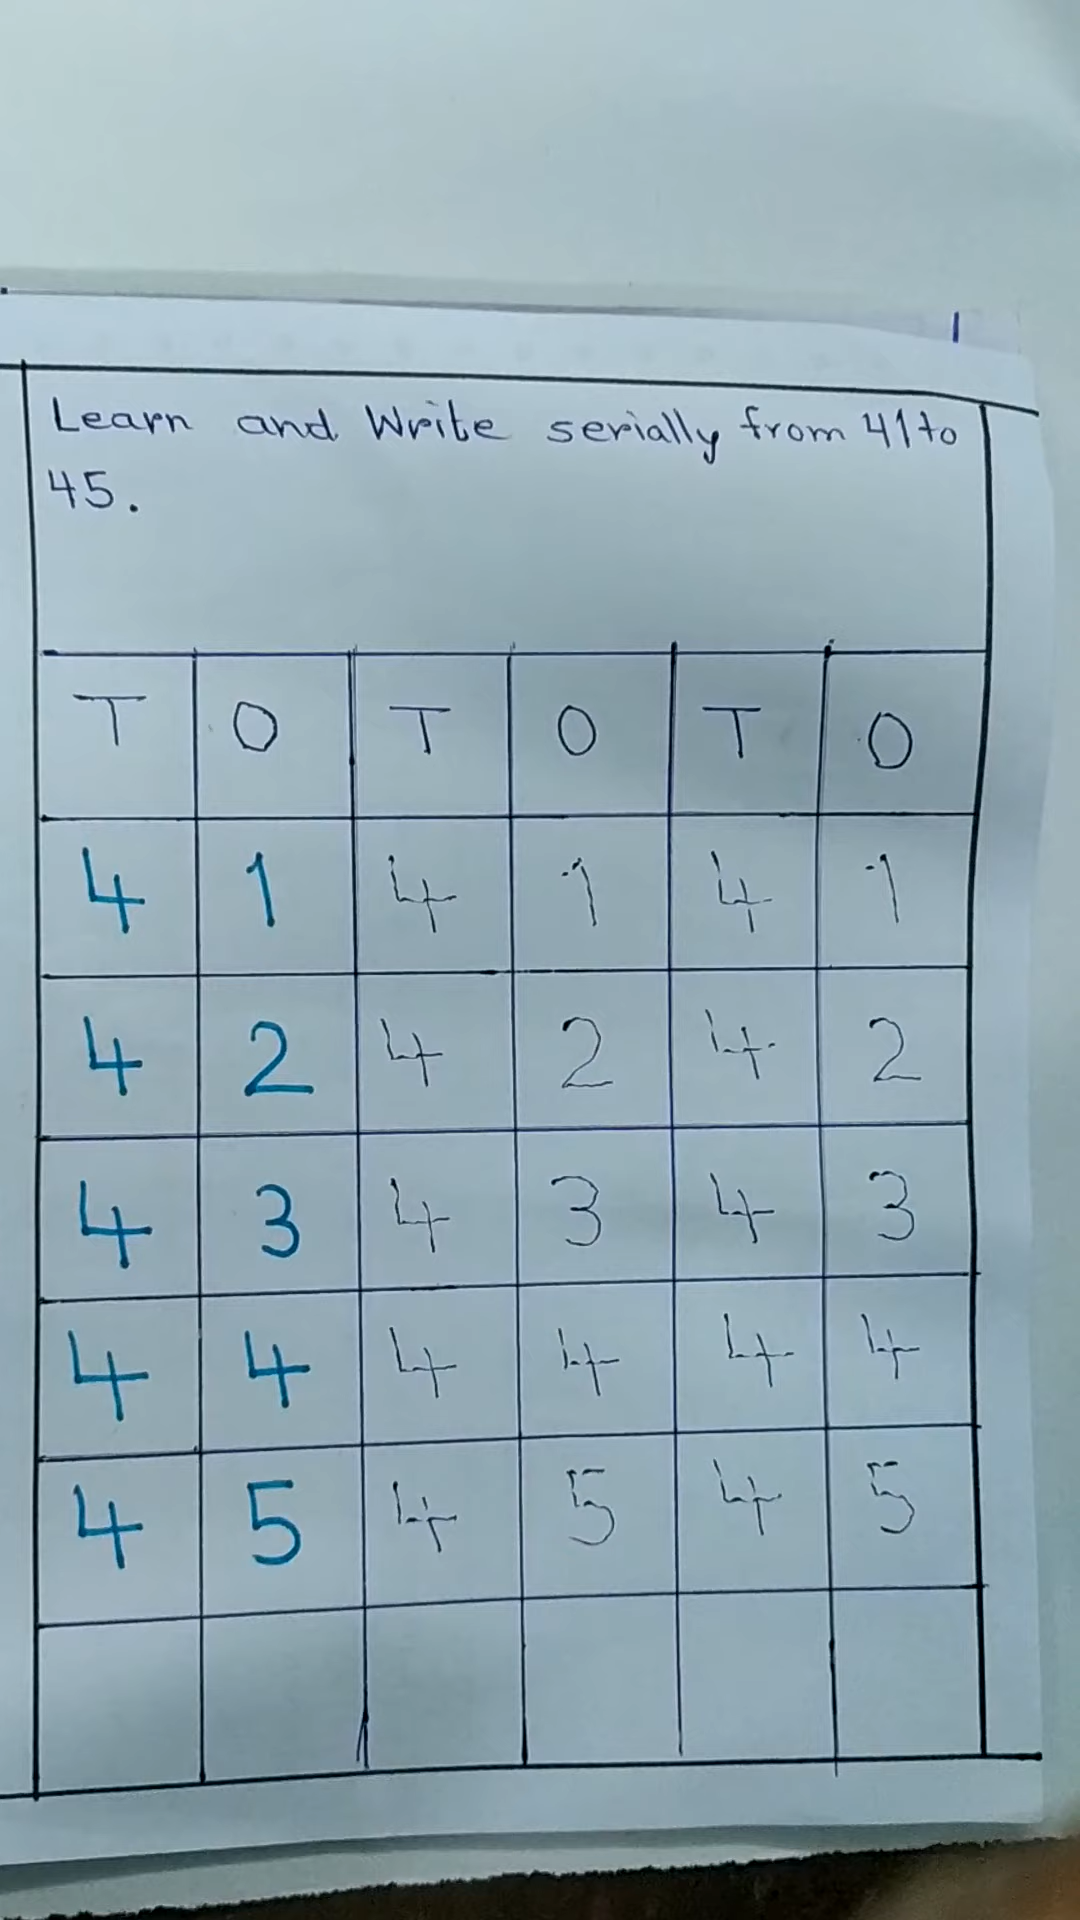 Learn and Write serially from 41 to
45.
T O T O T O
4 1 4 1 4 1
4 2 4 2 4 2
4 3 4 3 4 3
4 4 4 4 4 4
4 5 4 5 4 5